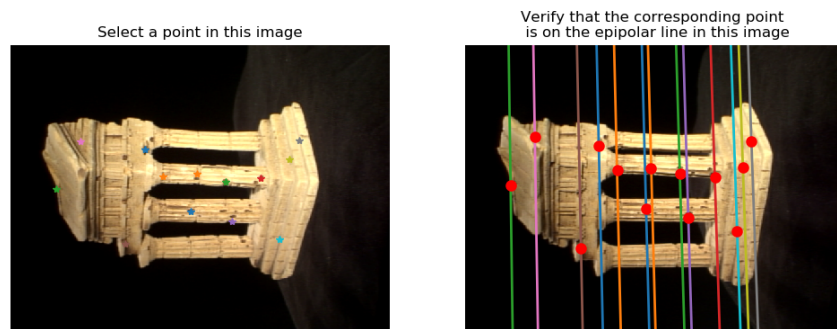 Select a point in this image
Verify that the corresponding point
is on the epipolar line in this image